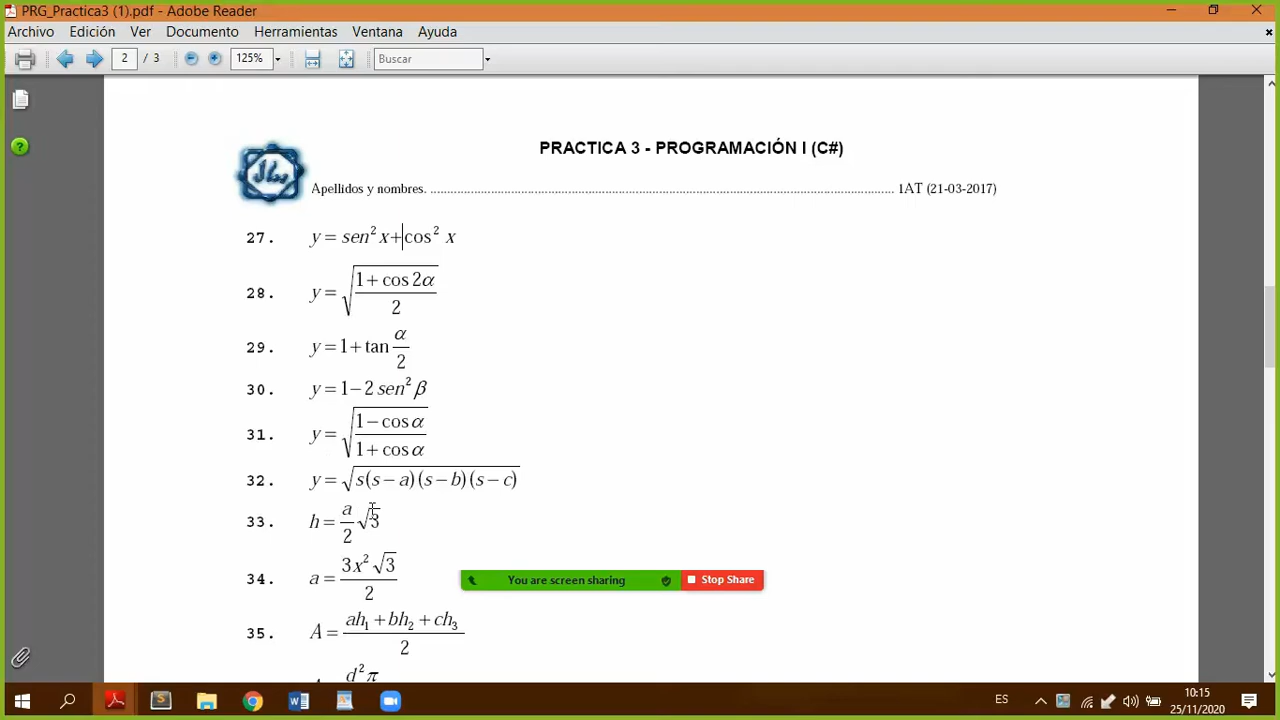 PRG_Practica3 (1).pdf - Adobe Reader
Archivo Edición Ver Documento Herramientas Ventana Ayuda
2 / 3 125% Buscar
PRACTICA 3 - PROGRAMACIÓN I (C#)
Apellidos y nombres. .......................................................................................................................................... 1AT (21-03-2017)
27. y = sen² x + cos² x
28. y = √((1 + cos 2α) / 2)
29. y = 1 + tan α/2
30. y = 1 − 2 sen² β
31. y = √((1 − cos α) / (1 + cos α))
32. y = √(s(s − a)(s − b)(s − c))
33. h = a/2 √3
34. a = 3x² √3 / 2
You are screen sharing Stop Share
35. A = (ah₁ + bh₂ + ch₃) / 2
d² π
ES 10:15
25/11/2020